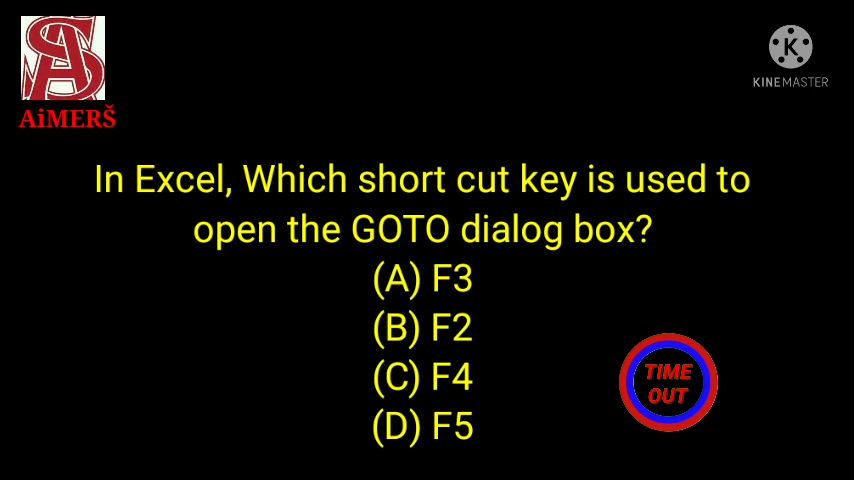 AiMERŠ
KINEMASTER
In Excel, Which short cut key is used to
open the GOTO dialog box?
(A) F3
(B) F2
(C) F4
(D) F5
TIME
OUT